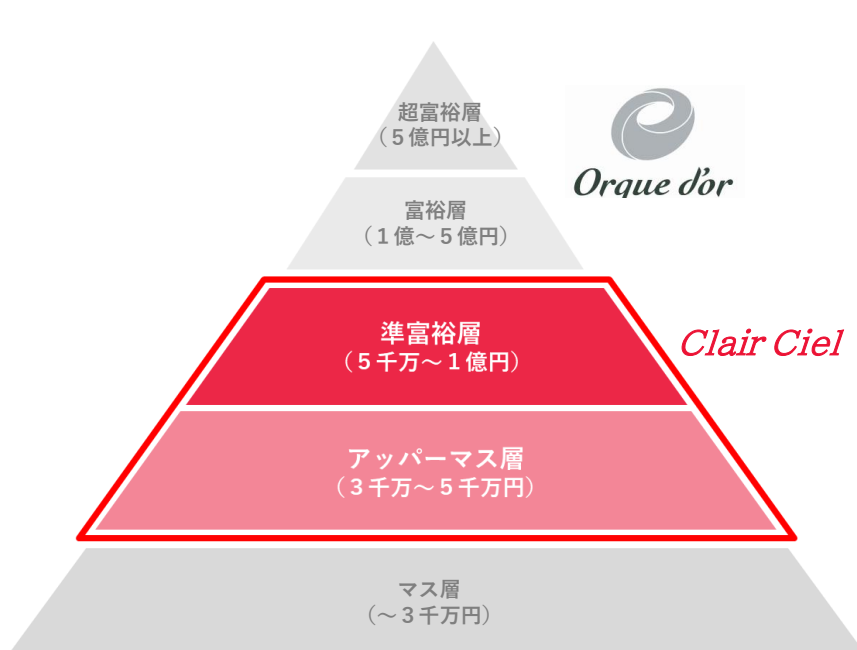 超富裕層
（５億円以上）
Orque d'or
富裕層
（１億～５億円）
準富裕層
（５千万～１億円）
Clair Ciel
アッパーマス層
（３千万～５千万円）
マス層
（～３千万円）